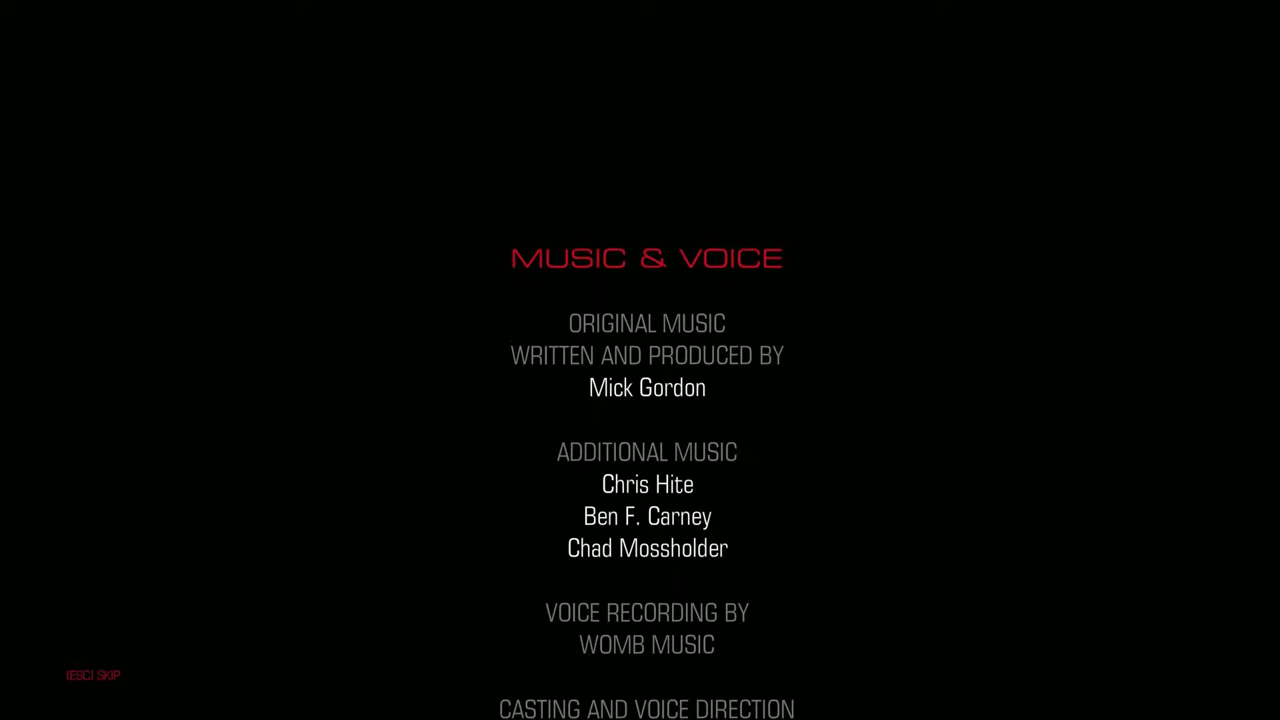 MUSIC & VOICE
ORIGINAL MUSIC
WRITTEN AND PRODUCED BY
Mick Gordon
ADDITIONAL MUSIC
Chris Hite
Ben F. Carney
Chad Mossholder
VOICE RECORDING BY
WOMB MUSIC
[ESC] SKIP
CASTING AND VOICE DIRECTION